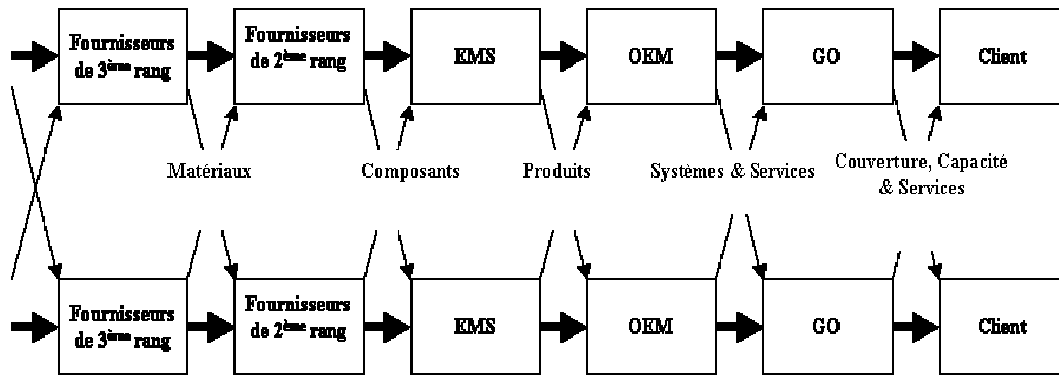 Fournisseurs
de 3ème rang
Fournisseurs
de 2ème rang
EMS
OEM
GO
Client
Matériaux
Composants
Produits
Systèmes & Services
Couverture, Capacité
& Services
Fournisseurs
de 3ème rang
Fournisseurs
de 2ème rang
EMS
OEM
GO
Client